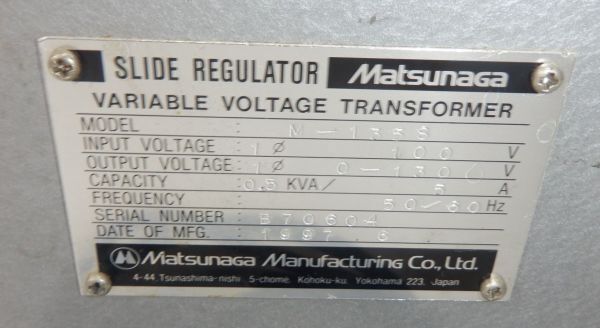 SLIDE REGULATOR Matsunaga
VARIABLE VOLTAGE TRANSFORMER
MODEL :
INPUT VOLTAGE : 1 Ø 100 V
OUTPUT VOLTAGE : 1 Ø 0-130 V
CAPACITY : 0.5 KVA/ 5 A
FREQUENCY : 50/60 Hz
SERIAL NUMBER : B70604
DATE OF MFG. : 1997. 6
Matsunaga Manufacturing Co., Ltd.
4-44, Tsunashima-nishi 5-chome, Kohoku-ku, Yokohama 223, Japan